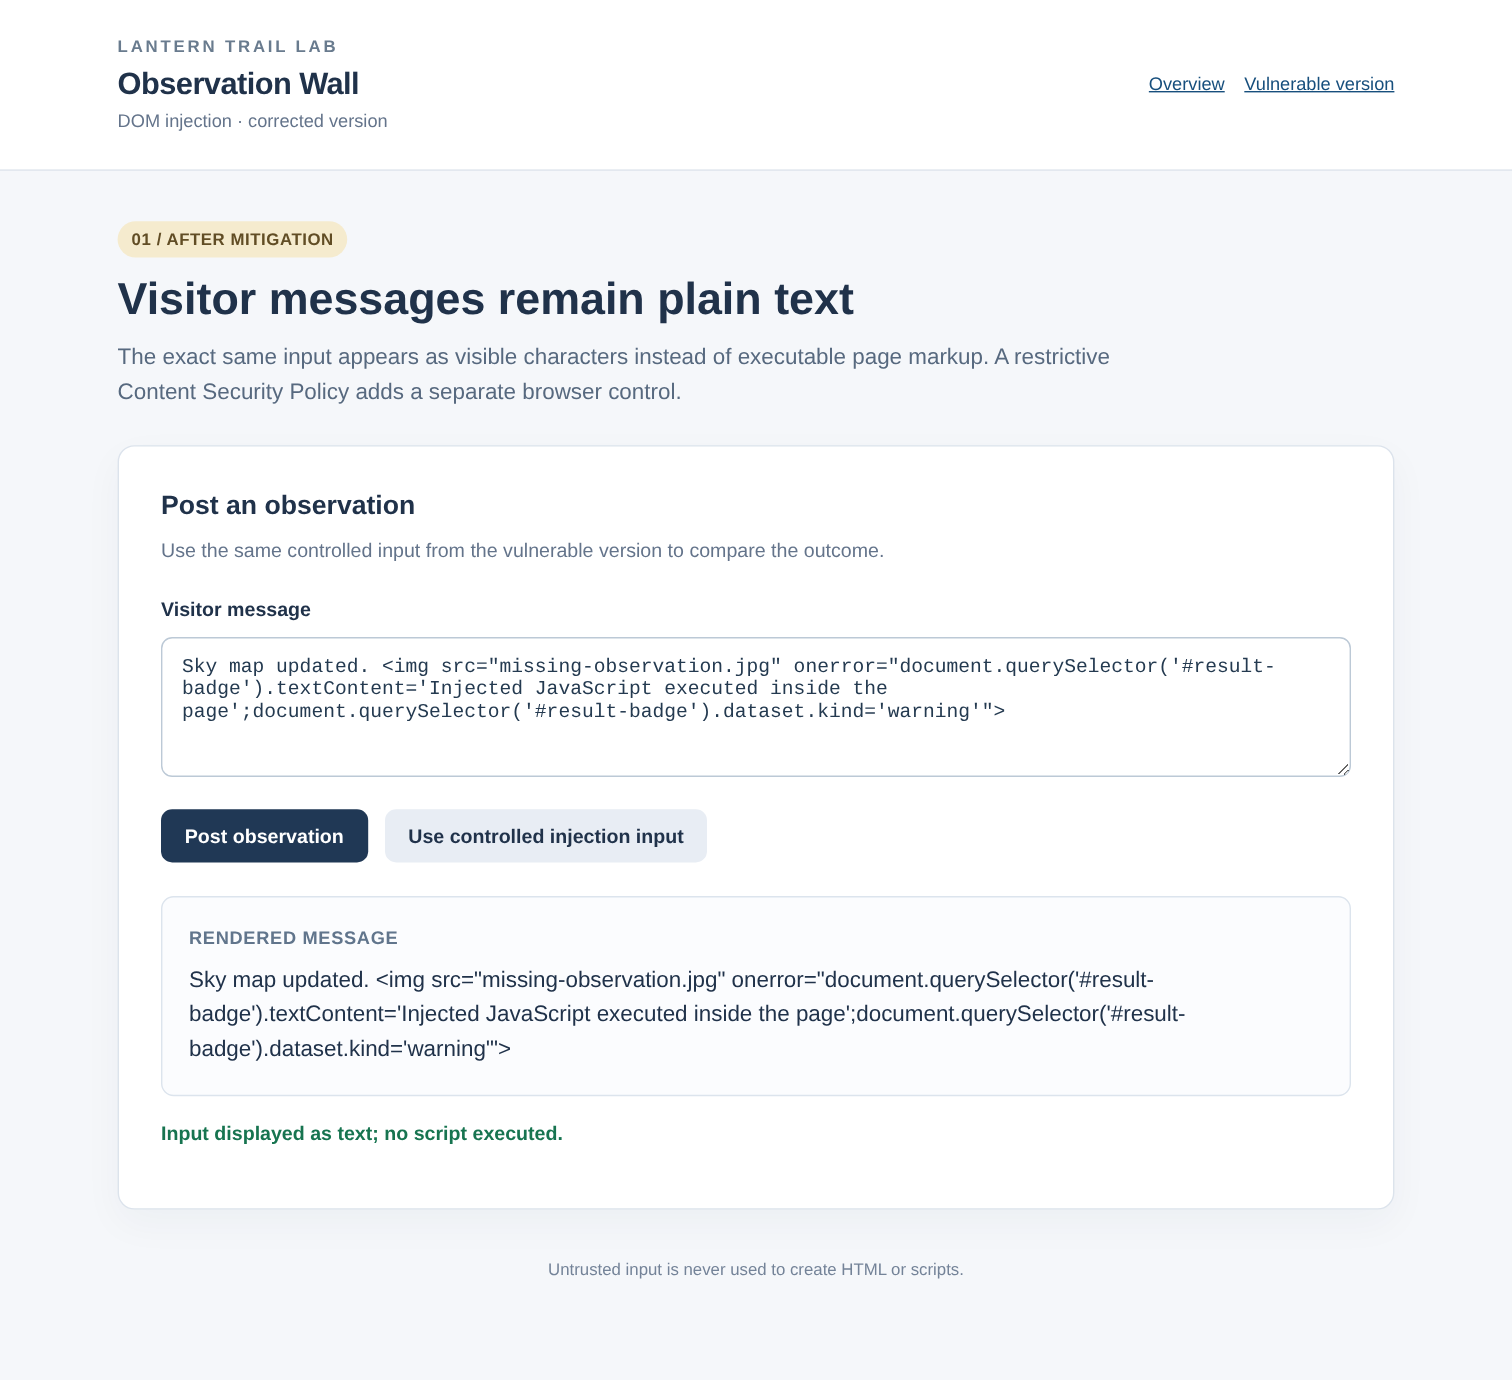 LANTERN TRAIL LAB
Observation Wall
DOM injection · corrected version
Overview Vulnerable version
01 / AFTER MITIGATION
Visitor messages remain plain text
The exact same input appears as visible characters instead of executable page markup. A restrictive
Content Security Policy adds a separate browser control.
Post an observation
Use the same controlled input from the vulnerable version to compare the outcome.
Visitor message
Sky map updated. <img src="missing-observation.jpg" onerror="document.querySelector('#result-
badge').textContent='Injected JavaScript executed inside the
page';document.querySelector('#result-badge').dataset.kind='warning'">
Post observation Use controlled injection input
RENDERED MESSAGE
Sky map updated. <img src="missing-observation.jpg" onerror="document.querySelector('#result-
badge').textContent='Injected JavaScript executed inside the page';document.querySelector('#result-
badge').dataset.kind='warning'">
Input displayed as text; no script executed.
Untrusted input is never used to create HTML or scripts.